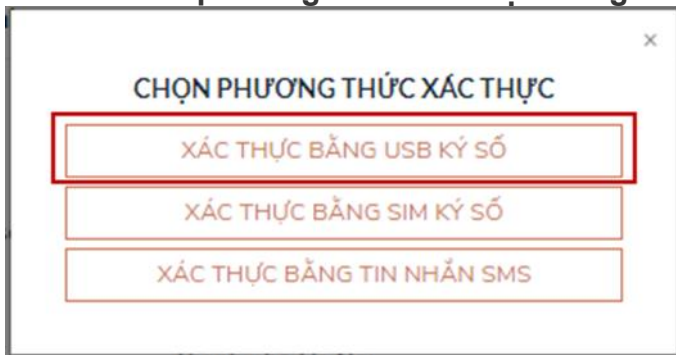 ×
CHỌN PHƯƠNG THỨC XÁC THỰC
XÁC THỰC BẰNG USB KÝ SỐ
XÁC THỰC BẰNG SIM KÝ SỐ
XÁC THỰC BẰNG TIN NHẮN SMS